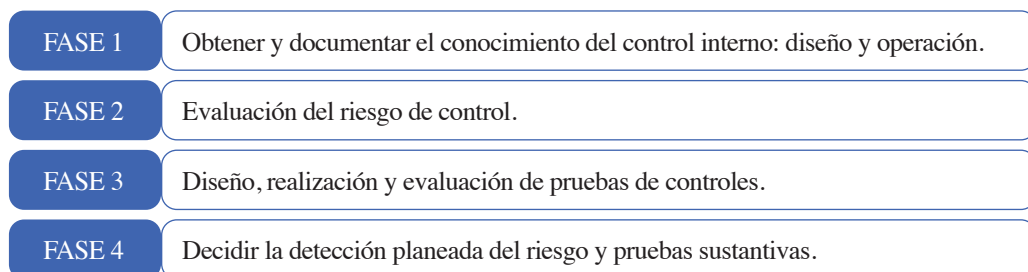 FASE 1 Obtener y documentar el conocimiento del control interno: diseño y operación.
FASE 2 Evaluación del riesgo de control.
FASE 3 Diseño, realización y evaluación de pruebas de controles.
FASE 4 Decidir la detección planeada del riesgo y pruebas sustantivas.